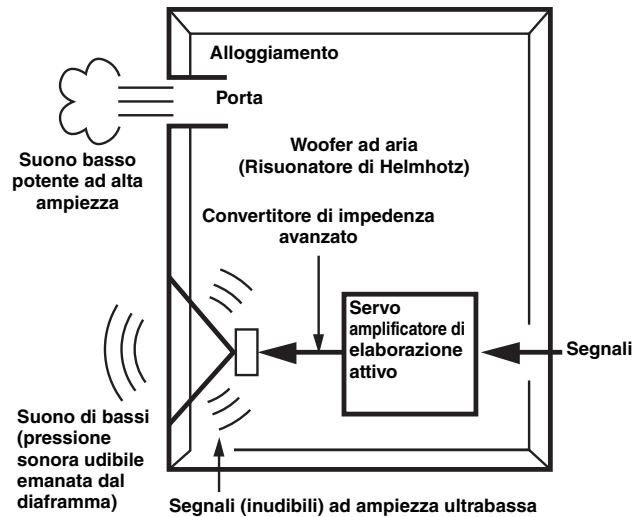 Alloggiamento
Porta
Suono basso
potente ad alta
ampiezza
Woofer ad aria
(Risuonatore di Helmhotz)
Convertitore di impedenza
avanzato
Servo
amplificatore di
elaborazione
attivo
Segnali
Suono di bassi
(pressione
sonora udibile
emanata dal
diaframma)
Segnali (inudibili) ad ampiezza ultrabassa